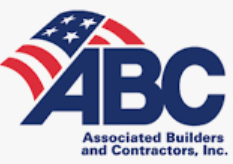 ABC
Associated Builders
and Contractors, Inc.